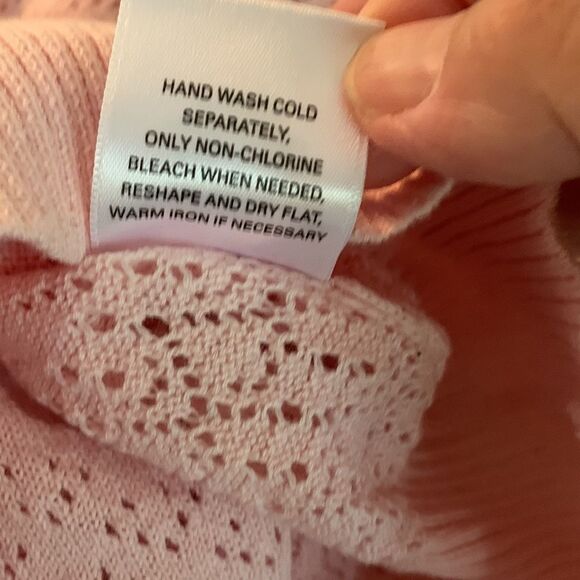 HAND WASH COLD
SEPARATELY,
ONLY NON-CHLORINE
BLEACH WHEN NEEDED,
RESHAPE AND DRY FLAT,
WARM IRON IF NECESSARY